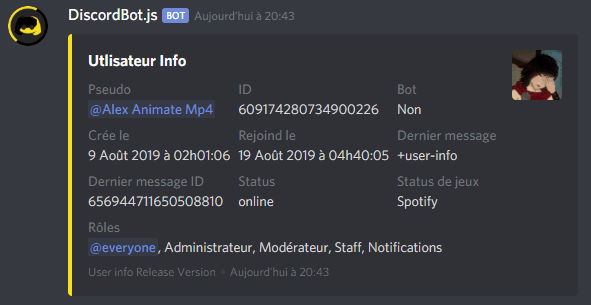 DiscordBot.js BOT Aujourd'hui à 20:43
Utlisateur Info
Pseudo ID Bot
@Alex Animate Mp4 609174280734900226 Non
Crée le Rejoind le Dernier message
9 Août 2019 à 02h01:06 19 Août 2019 à 04h40:05 +user-info
Dernier message ID Status Status de jeux
656944711650508810 online Spotify
Rôles
@everyone, Administrateur, Modérateur, Staff, Notifications
User info Release Version • Aujourd'hui à 20:43